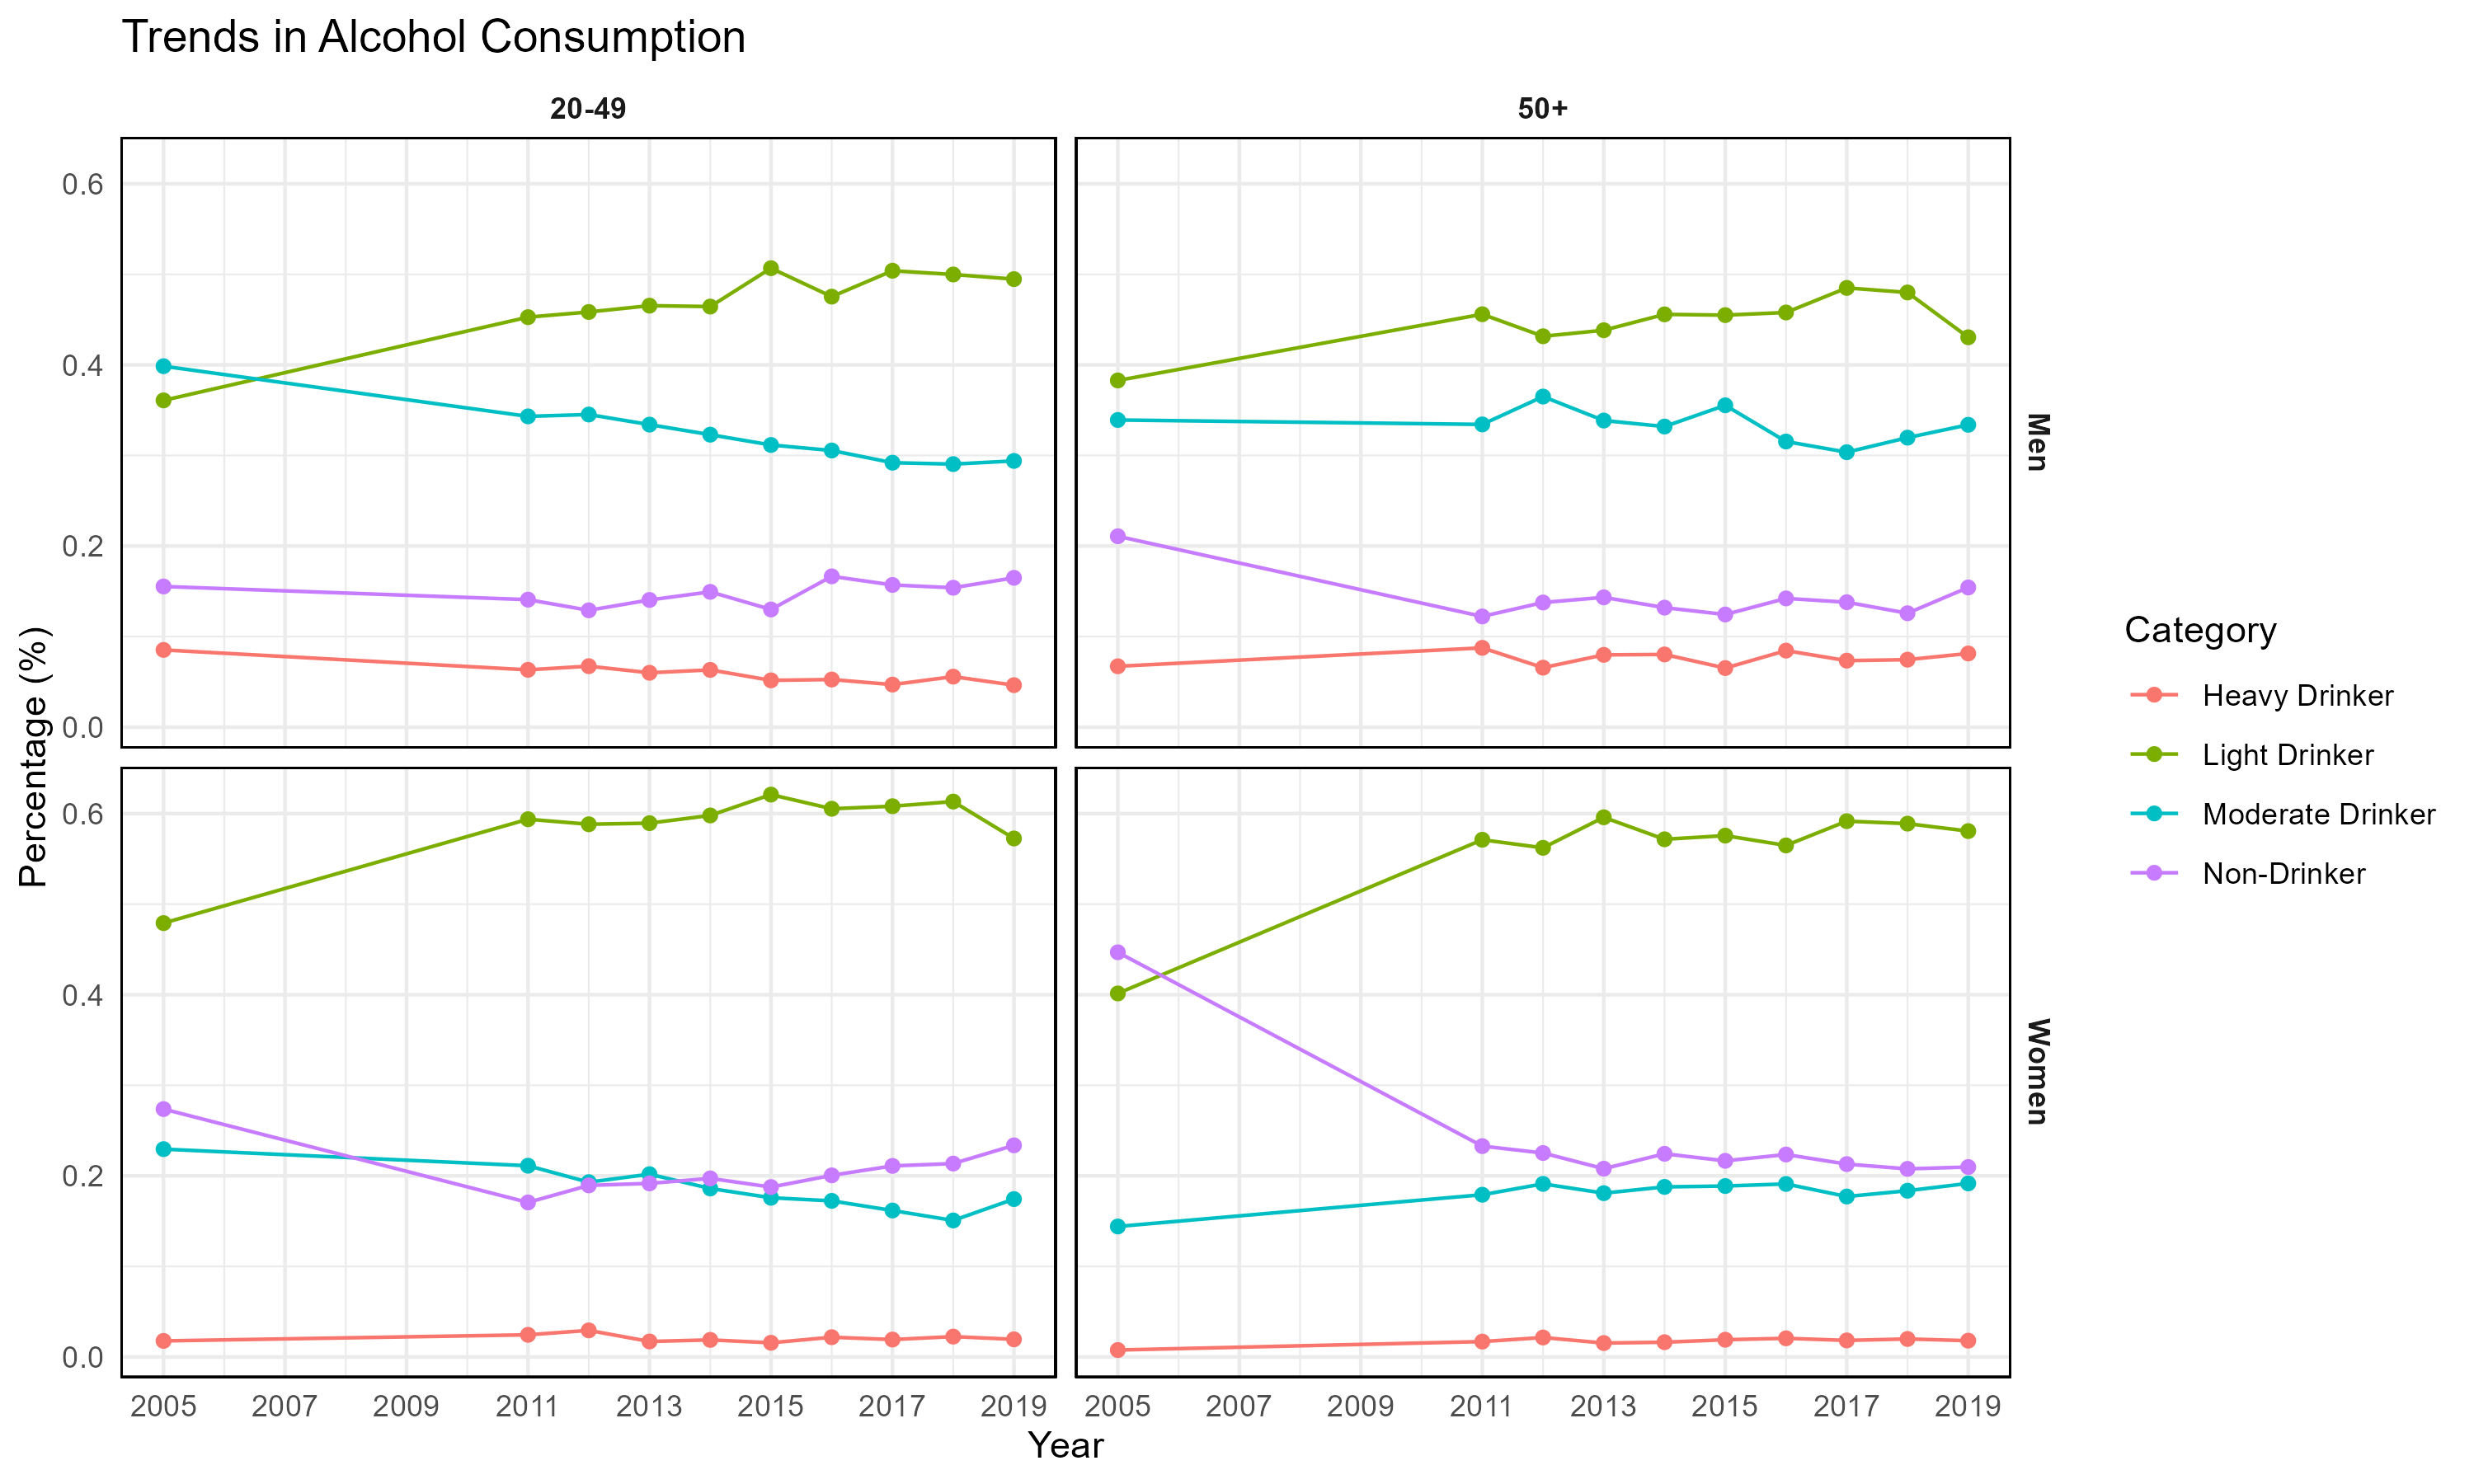 Trends in Alcohol Consumption
20-49
50+
0.6
0.4
0.2
0.0
Men
0.6
0.4
0.2
0.0
Women
Percentage (%)
2005 2007 2009 2011 2013 2015 2017 2019
2005 2007 2009 2011 2013 2015 2017 2019
Year
Category
Heavy Drinker
Light Drinker
Moderate Drinker
Non-Drinker